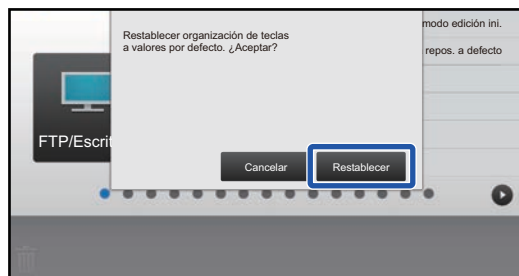 modo edición ini.
Restablecer organización de teclas
a valores por defecto. ¿Aceptar?
repos. a defecto
FTP/Escrit
Cancelar
Restablecer